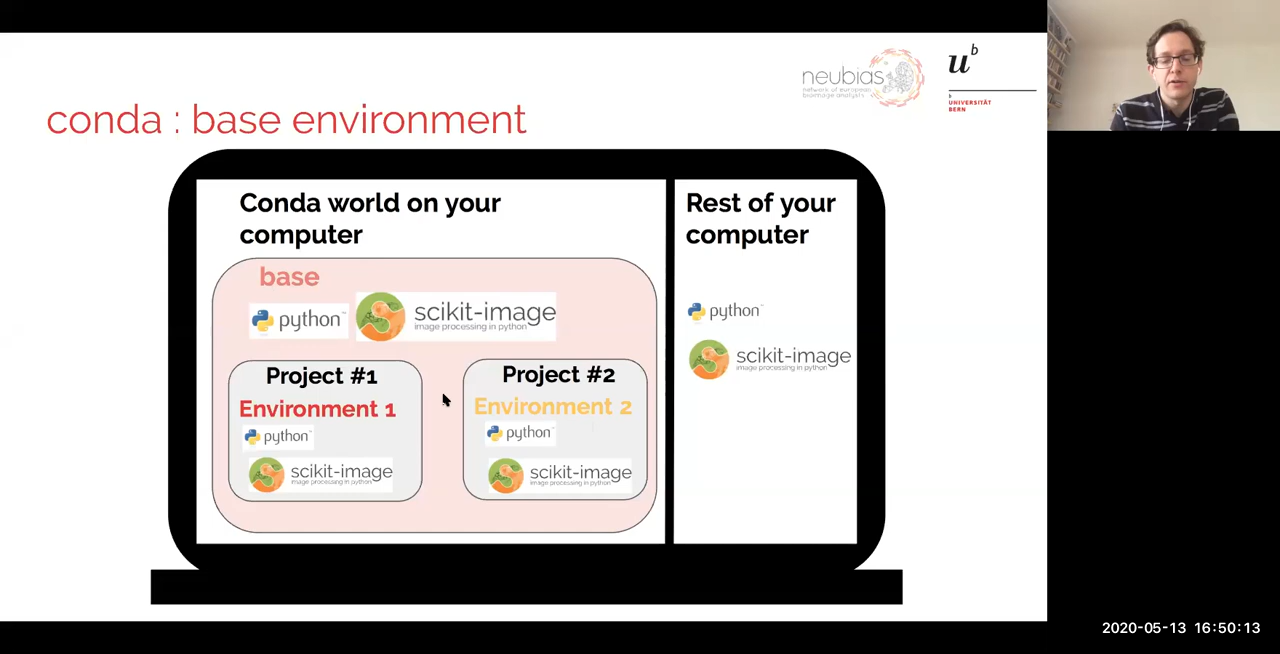 neubias
network of european
bioimage analysts
u
b
b
UNIVERSITÄT
BERN
conda : base environment
Conda world on your
computer
Rest of your
computer
base
python
scikit-image
image processing in python
python
scikit-image
image processing in python
Project #1
Environment 1
python
scikit-image
image processing in python
Project #2
Environment 2
python
scikit-image
image processing in python
2020-05-13 16:50:13